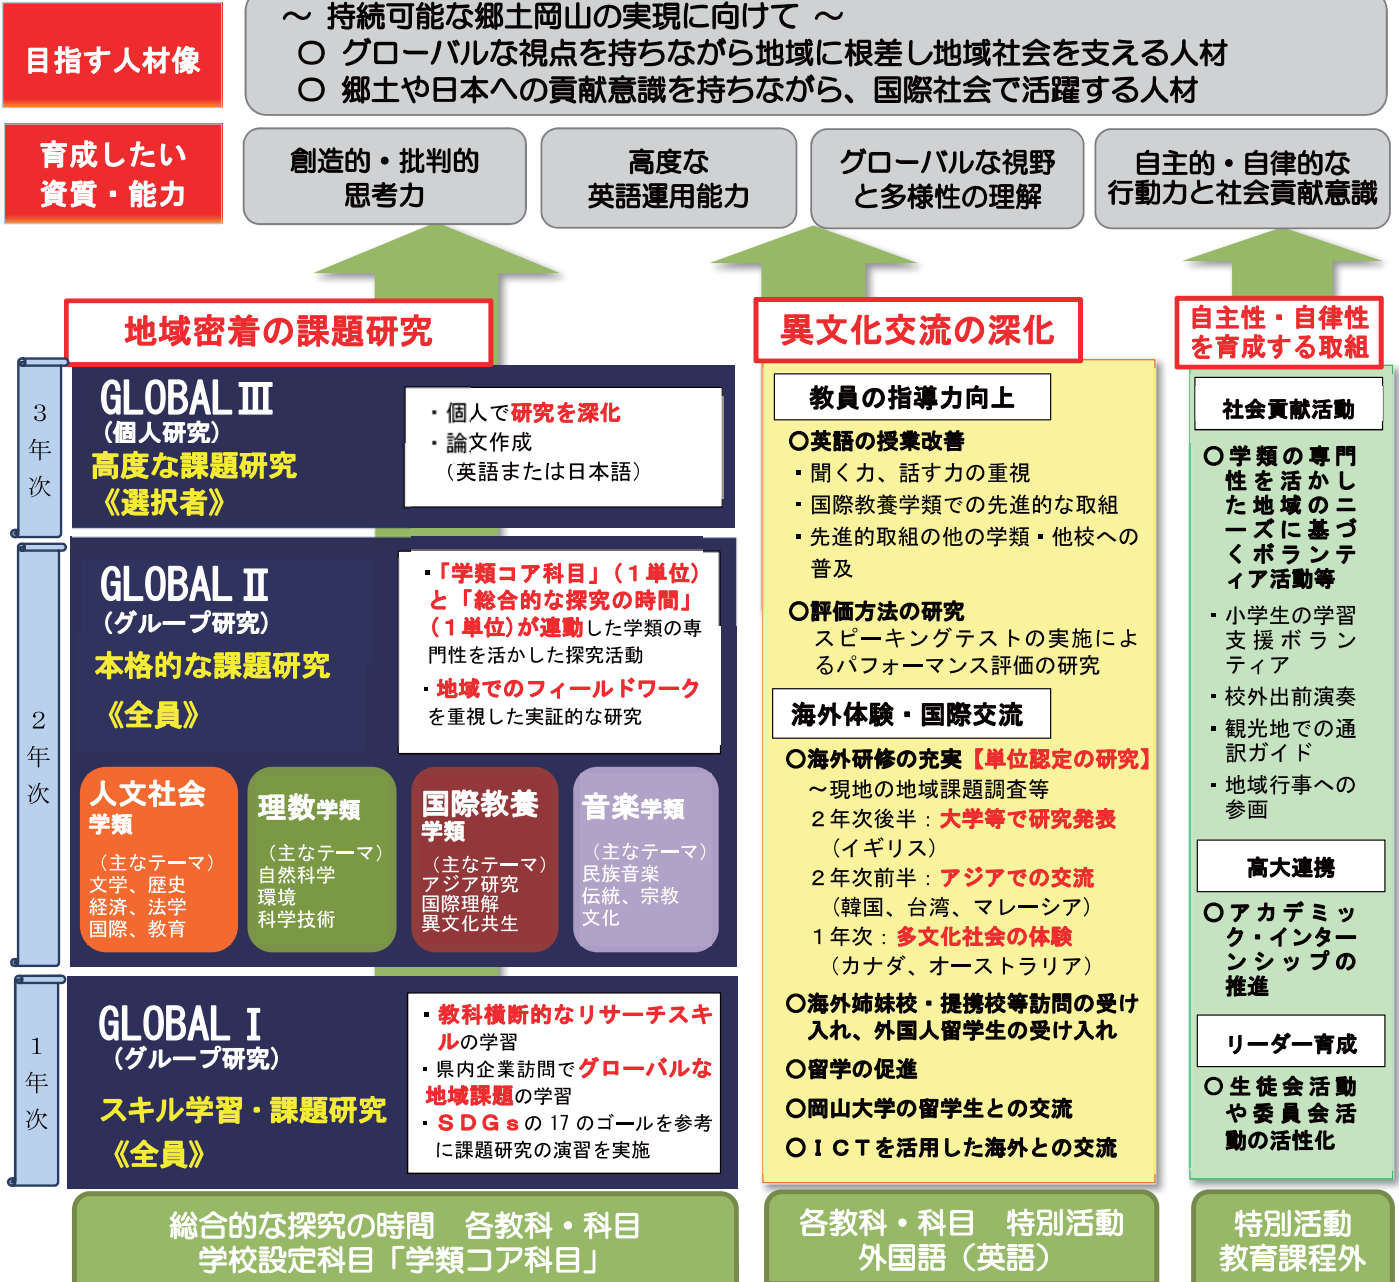 目指す人材像
～ 持続可能な郷土岡山の実現に向けて ～
〇 グローバルな視点を持ちながら地域に根差し地域社会を支える人材
〇 郷土や日本への貢献意識を持ちながら、国際社会で活躍する人材
育成したい
資質・能力
創造的・批判的
思考力
高度な
英語運用能力
グローバルな視野
と多様性の理解
自主的・自律的な
行動力と社会貢献意識
地域密着の課題研究
3年次
GLOBAL Ⅲ
（個人研究）
高度な課題研究
《選択者》
・個人で研究を深化
・論文作成
（英語または日本語）
2年次
GLOBAL Ⅱ
（グループ研究）
本格的な課題研究
《全員》
・「学類コア科目」（１単位）
と「総合的な探究の時間」
（１単位）が連動した学類の専
門性を活かした探究活動
・地域でのフィールドワーク
を重視した実証的な研究
人文社会
学類
（主なテーマ）
文学、歴史
経済、法学
国際、教育
理数学類
（主なテーマ）
自然科学
環境
科学技術
国際教養
学類
（主なテーマ）
アジア研究
国際理解
異文化共生
音楽学類
（主なテーマ）
民族音楽
伝統、宗教
文化
1年次
GLOBAL Ⅰ
（グループ研究）
スキル学習・課題研究
《全員》
・教科横断的なリサーチスキ
ルの学習
・県内企業訪問でグローバルな
地域課題の学習
・ＳＤＧｓの 17 のゴールを参考
に課題研究の演習を実施
総合的な探究の時間　各教科・科目
学校設定科目「学類コア科目」
異文化交流の深化
教員の指導力向上
〇英語の授業改善
・聞く力、話す力の重視
・国際教養学類での先進的な取組
・先進的取組の他の学類・他校への
普及
〇評価方法の研究
スピーキングテストの実施によ
るパフォーマンス評価の研究
海外体験・国際交流
〇海外研修の充実【単位認定の研究】
～現地の地域課題調査等
２年次後半：大学等で研究発表
（イギリス）
２年次前半：アジアでの交流
（韓国、台湾、マレーシア）
１年次：多文化社会の体験
（カナダ、オーストラリア）
〇海外姉妹校・提携校等訪問の受け
入れ、外国人留学生の受け入れ
〇留学の促進
〇岡山大学の留学生との交流
〇ＩＣＴを活用した海外との交流
各教科・科目　特別活動
外国語（英語）
自主性・自律性
を育成する取組
社会貢献活動
〇学類の専門
性を活かし
た地域のニ
ーズに基づ
くボランテ
ィア活動等
・小学生の学習
支援ボラン
ティア
・校外出前演奏
・観光地での通
訳ガイド
・地域行事への
参画
高大連携
〇アカデミッ
ク・インター
ンシップの
推進
リーダー育成
〇生徒会活動
や委員会活
動の活性化
特別活動
教育課程外